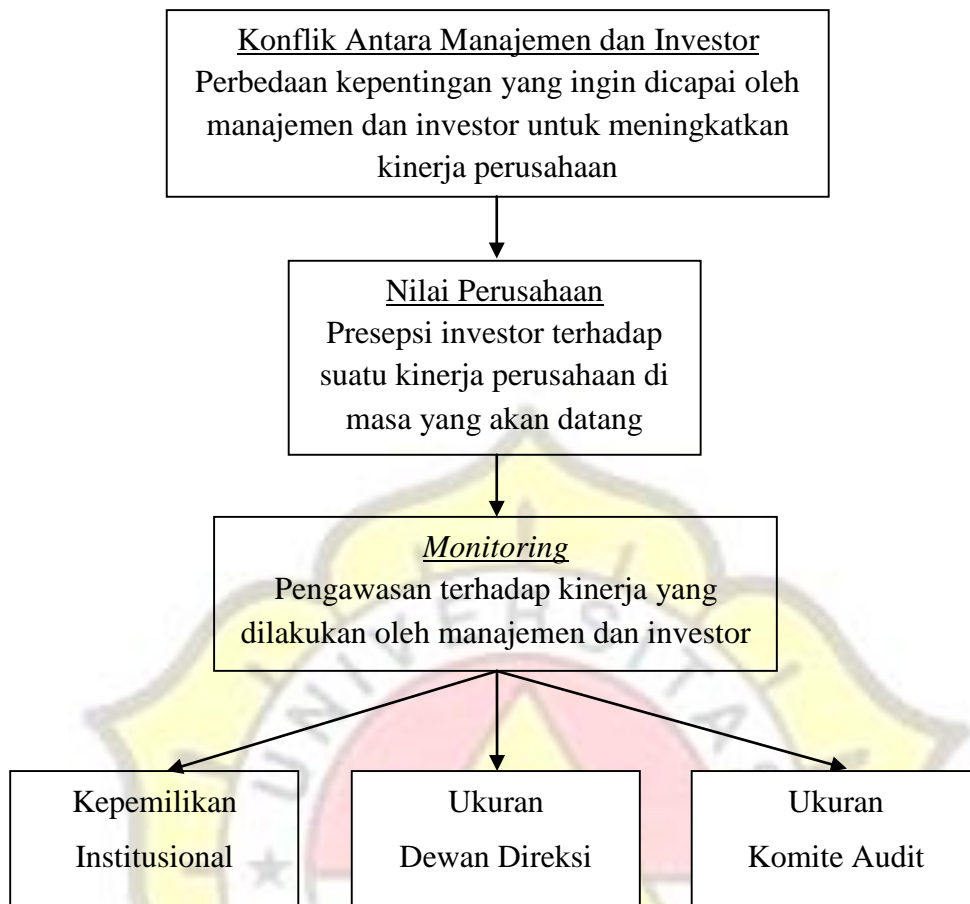 Konflik Antara Manajemen dan Investor
Perbedaan kepentingan yang ingin dicapai oleh
manajemen dan investor untuk meningkatkan
kinerja perusahaan
Nilai Perusahaan
Presepsi investor terhadap
suatu kinerja perusahaan di
masa yang akan datang
Monitoring
Pengawasan terhadap kinerja yang
dilakukan oleh manajemen dan investor
UNIVERSITA
Kepemilikan
Institusional
Ukuran
Dewan Direksi
Ukuran
Komite Audit